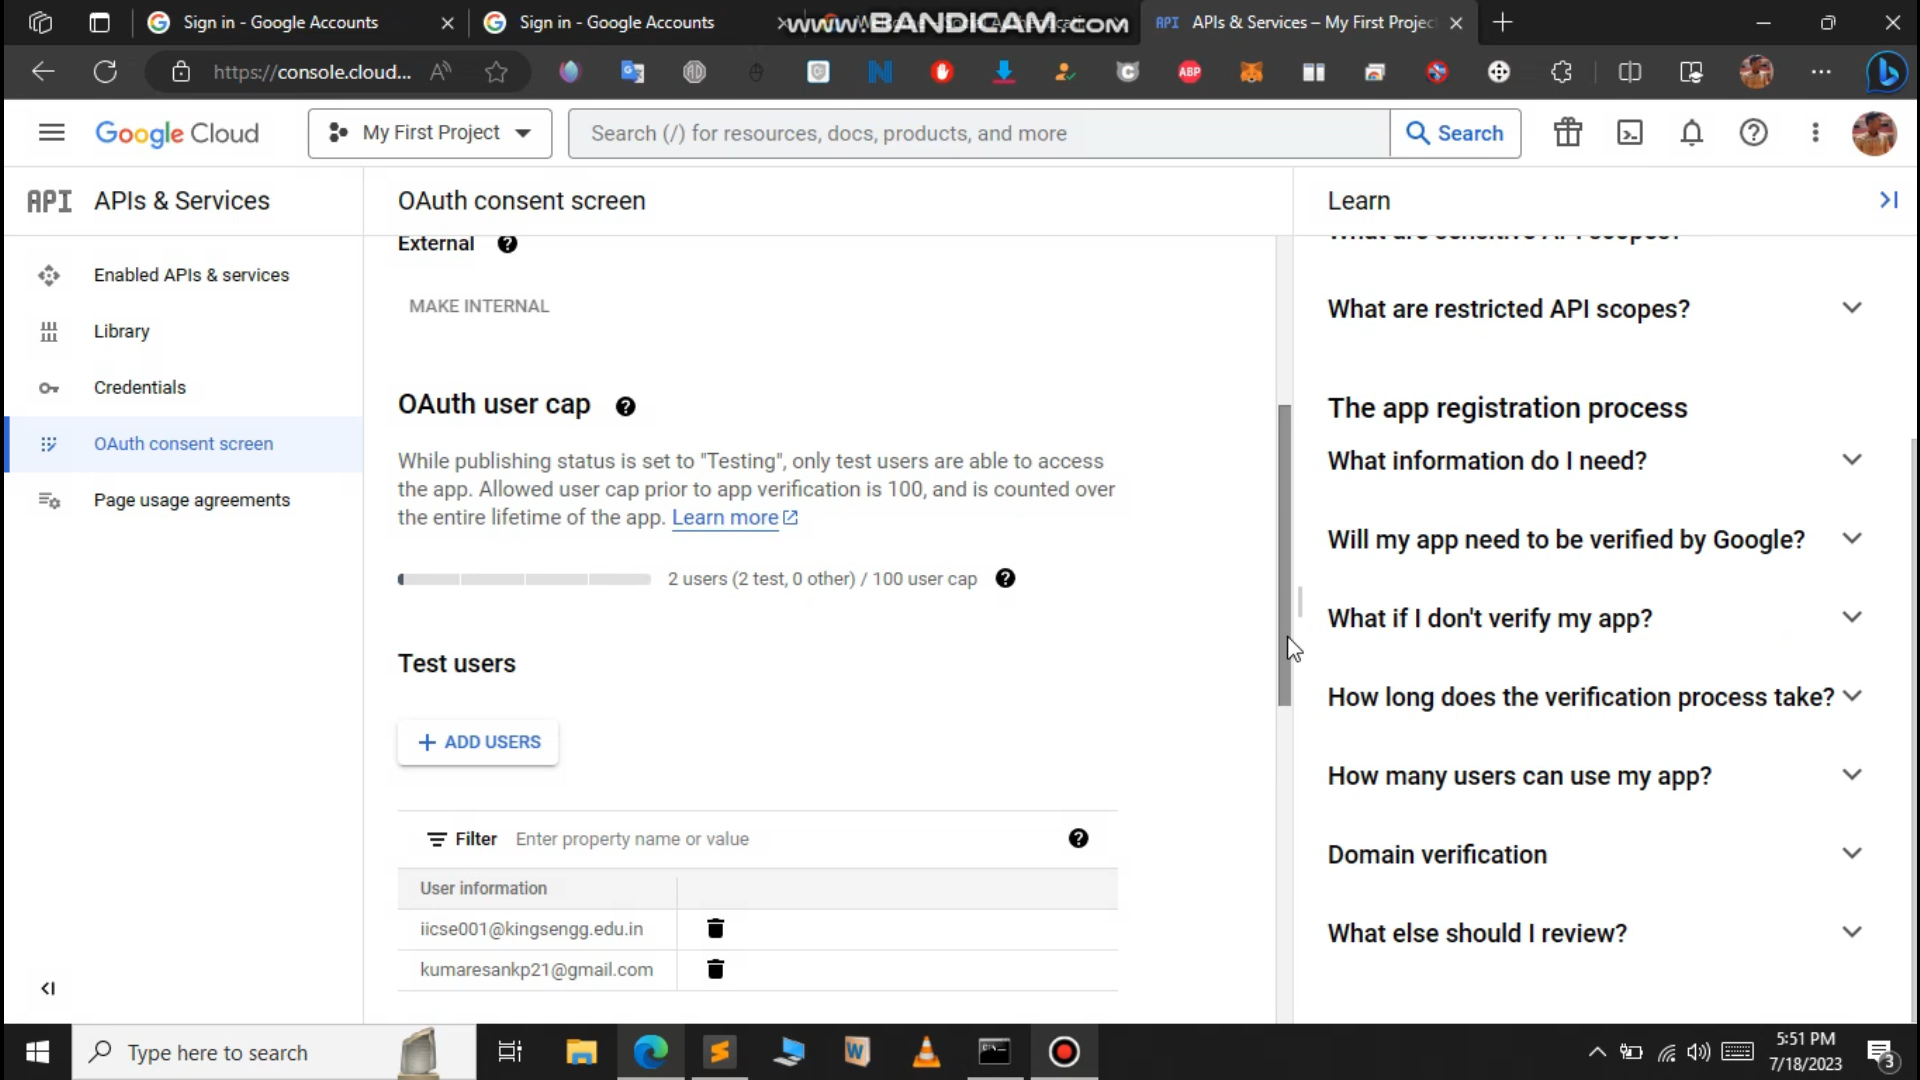 Sign in - Google Accounts
Sign in - Google Accounts
www.BANDICAM.com
API APIs & Services – My First Projec
https://console.cloud...
Google Cloud
My First Project
Search (/) for resources, docs, products, and more
Search
API APIs & Services
OAuth consent screen
Learn
Enabled APIs & services
Library
Credentials
OAuth consent screen
Page usage agreements
External
MAKE INTERNAL
OAuth user cap
While publishing status is set to "Testing", only test users are able to access
the app. Allowed user cap prior to app verification is 100, and is counted over
the entire lifetime of the app. Learn more
2 users (2 test, 0 other) / 100 user cap
Test users
+ ADD USERS
Filter Enter property name or value
User information
iicse001@kingsengg.edu.in
kumaresankp21@gmail.com
What are sensitive API scopes?
What are restricted API scopes?
The app registration process
What information do I need?
Will my app need to be verified by Google?
What if I don't verify my app?
How long does the verification process take?
How many users can use my app?
Domain verification
What else should I review?
Type here to search
5:51 PM
7/18/2023
3